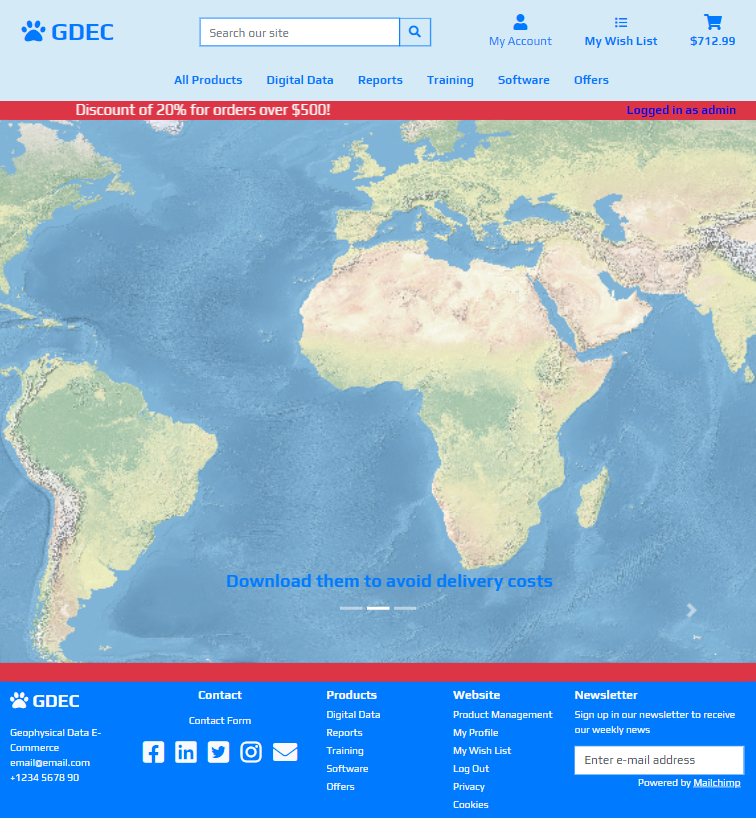 GDEC
Search our site
My Account
My Wish List
$712.99
All Products
Digital Data
Reports
Training
Software
Offers
Discount of 20% for orders over $500!
Logged in as admin
Download them to avoid delivery costs
GDEC
Geophysical Data E-
Commerce
email@email.com
+1234 5678 90
Contact
Contact Form
Products
Digital Data
Reports
Training
Software
Offers
Website
Product Management
My Profile
My Wish List
Log Out
Privacy
Cookies
Newsletter
Sign up in our newsletter to receive
our weekly news
Enter e-mail address
Powered by Mailchimp